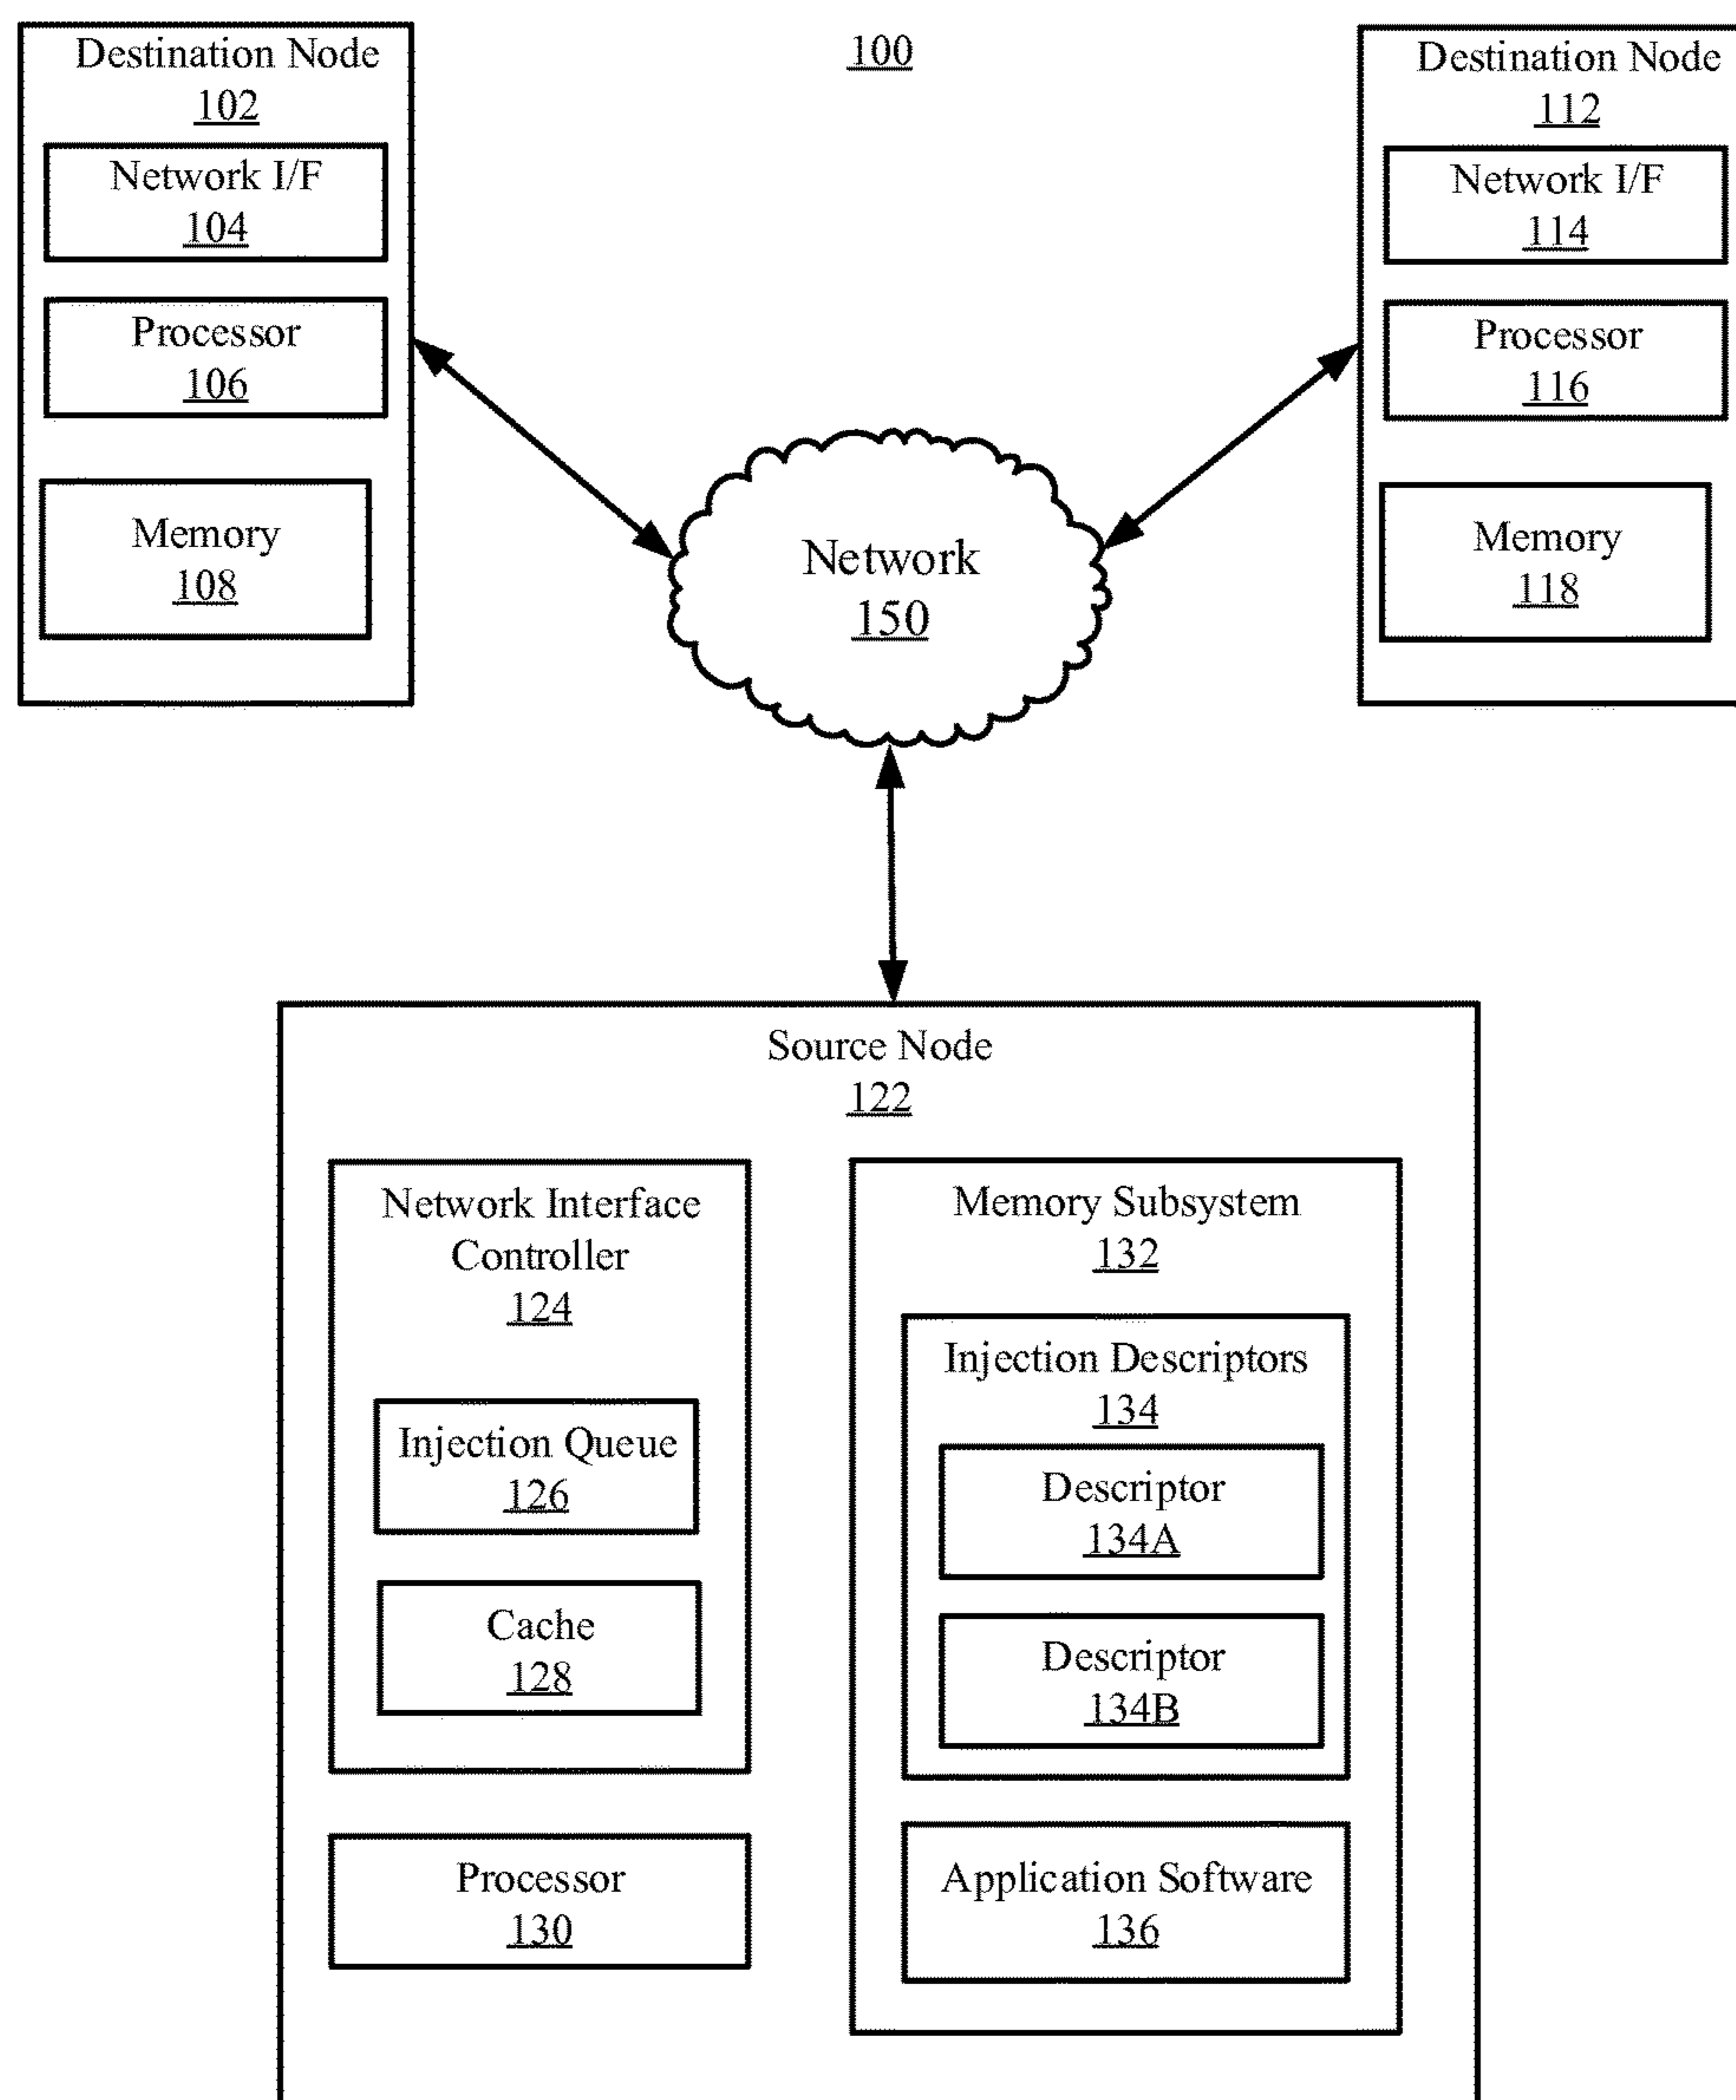 100
Destination Node
102
Network I/F
104
Processor
106
Memory
108
Destination Node
112
Network I/F
114
Processor
116
Memory
118
Network
150
Source Node
122
Network Interface
Controller
124
Injection Queue
126
Cache
128
Processor
130
Memory Subsystem
132
Injection Descriptors
134
Descriptor
134A
Descriptor
134B
Application Software
136